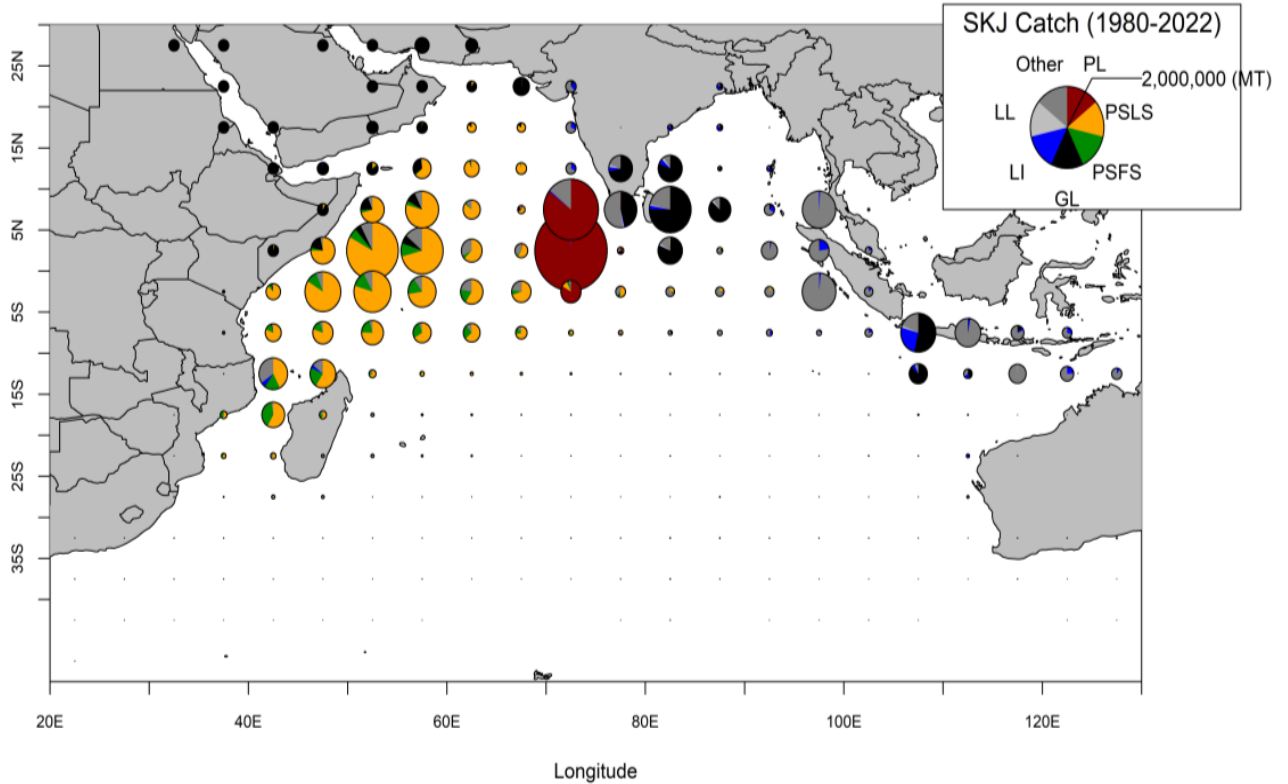 SKJ Catch (1980-2022)
Other PL
2,000,000 (MT)
LL PSLS
LI PSFS
GL
25N
15N
5N
5S
15S
25S
35S
20E 40E 60E 80E 100E 120E
Longitude